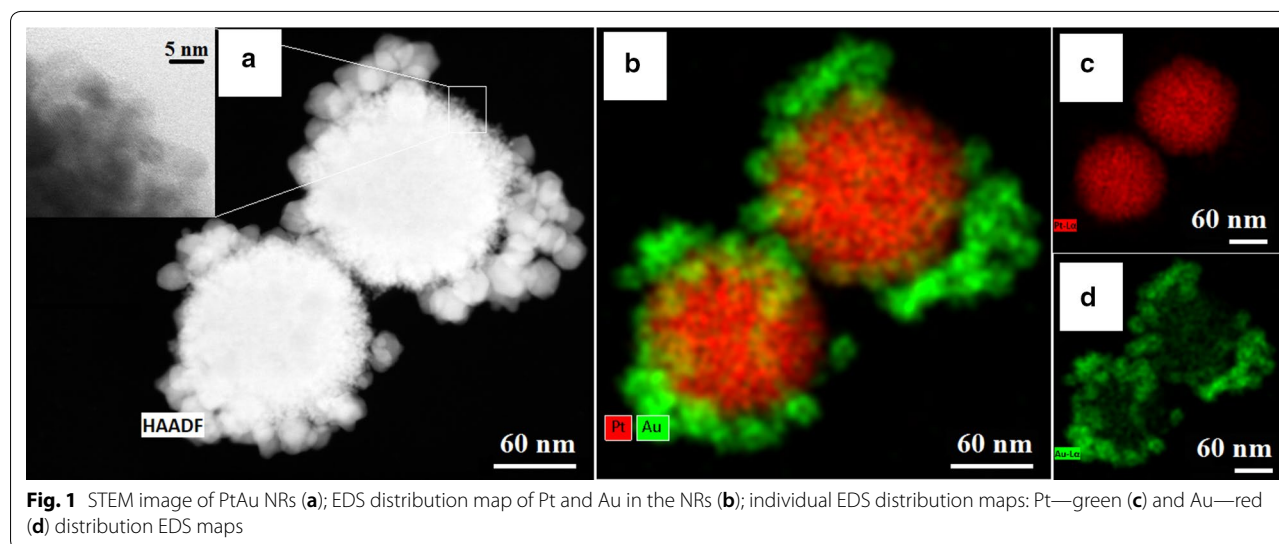 5 nm
a
HAADF
60 nm
b
Pt Au
60 nm
c
Pt-Lα
60 nm
d
Au-Lα
60 nm
Fig. 1 STEM image of PtAu NRs (a); EDS distribution map of Pt and Au in the NRs (b); individual EDS distribution maps: Pt—green (c) and Au—red
(d) distribution EDS maps